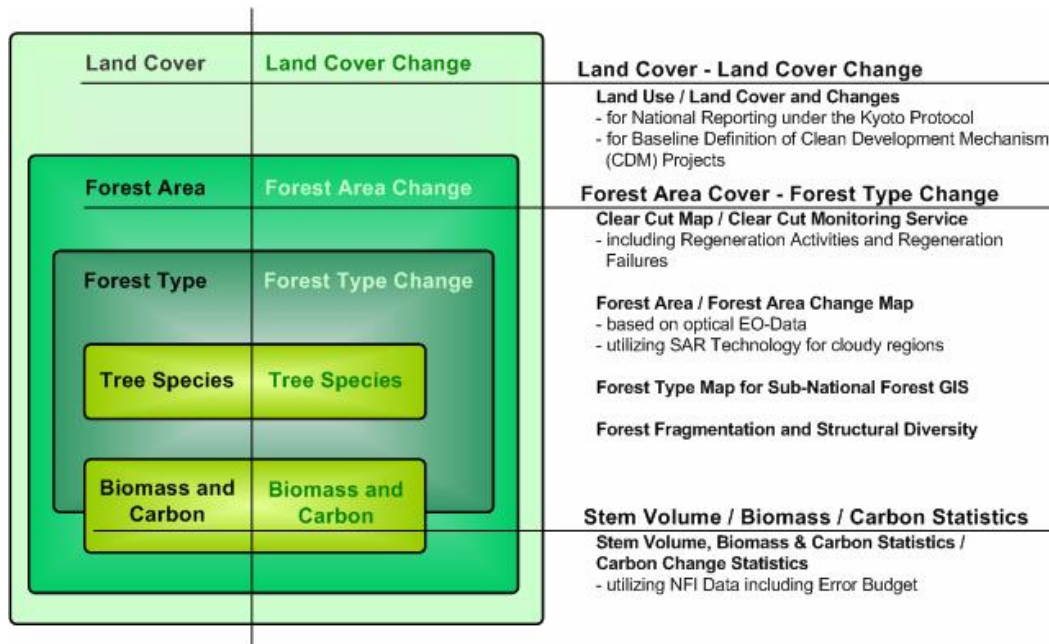 Land Cover
Land Cover Change
Forest Area
Forest Area Change
Forest Type
Forest Type Change
Tree Species
Tree Species
Biomass and
Carbon
Biomass and
Carbon
Land Cover - Land Cover Change
Land Use / Land Cover and Changes
- for National Reporting under the Kyoto Protocol
- for Baseline Definition of Clean Development Mechanism
(CDM) Projects
Forest Area Cover - Forest Type Change
Clear Cut Map / Clear Cut Monitoring Service
- including Regeneration Activities and Regeneration
Failures
Forest Area / Forest Area Change Map
- based on optical EO-Data
- utilizing SAR Technology for cloudy regions
Forest Type Map for Sub-National Forest GIS
Forest Fragmentation and Structural Diversity
Stem Volume / Biomass / Carbon Statistics
Stem Volume, Biomass & Carbon Statistics /
Carbon Change Statistics
- utilizing NFI Data including Error Budget